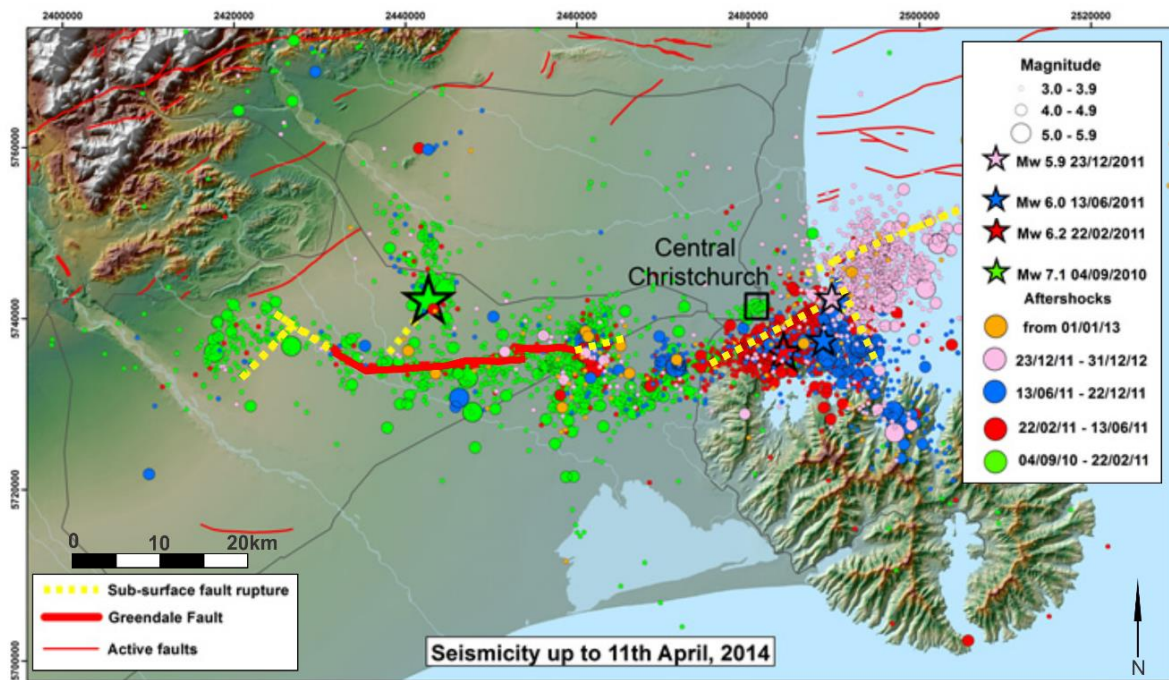 2400000
2420000
2440000
2460000
2480000
2500000
2520000
5760000
5740000
5720000
5700000
Central
Christchurch
Magnitude
3.0 - 3.9
4.0 - 4.9
5.0 - 5.9
Mw 5.9 23/12/2011
Mw 6.0 13/06/2011
Mw 6.2 22/02/2011
Mw 7.1 04/09/2010
Aftershocks
from 01/01/13
23/12/11 - 31/12/12
13/06/11 - 22/12/11
22/02/11 - 13/06/11
04/09/10 - 22/02/11
0 10 20km
Sub-surface fault rupture
Greendale Fault
Active faults
Seismicity up to 11th April, 2014
N